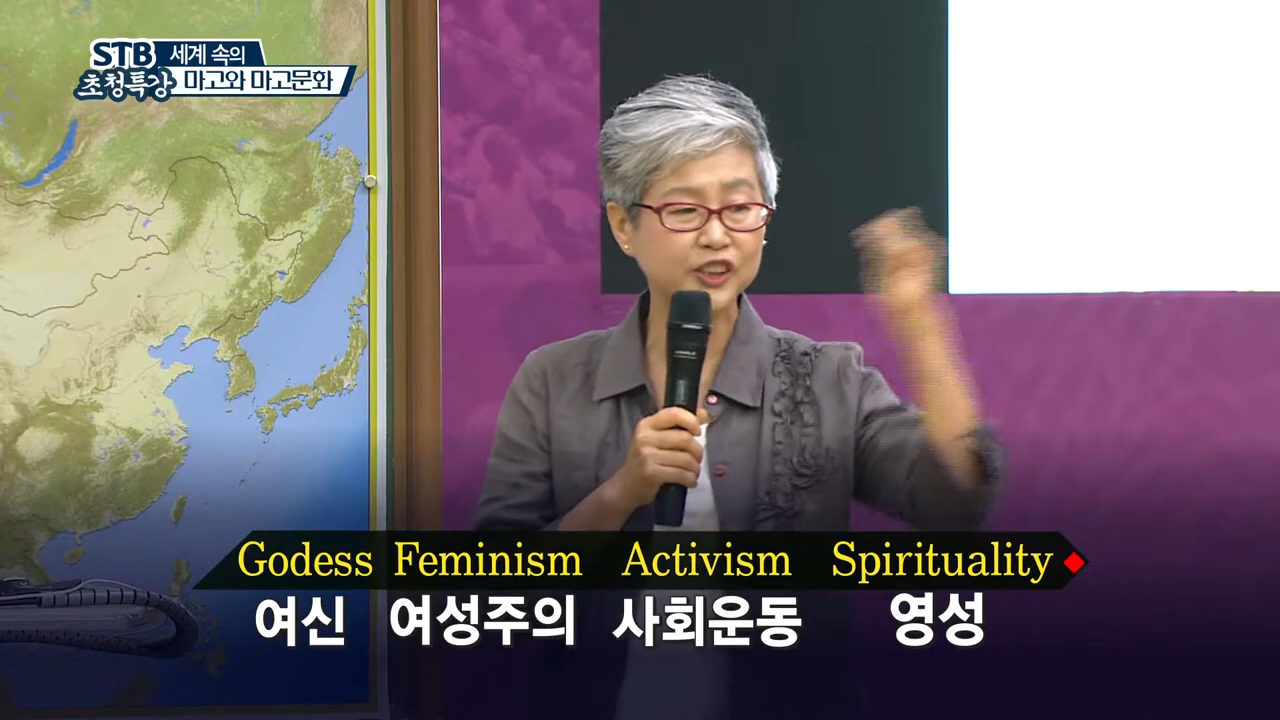 STB 세계 속의
초청특강 마고와 마고문화
Godess Feminism Activism Spirituality
여신 여성주의 사회운동 영성